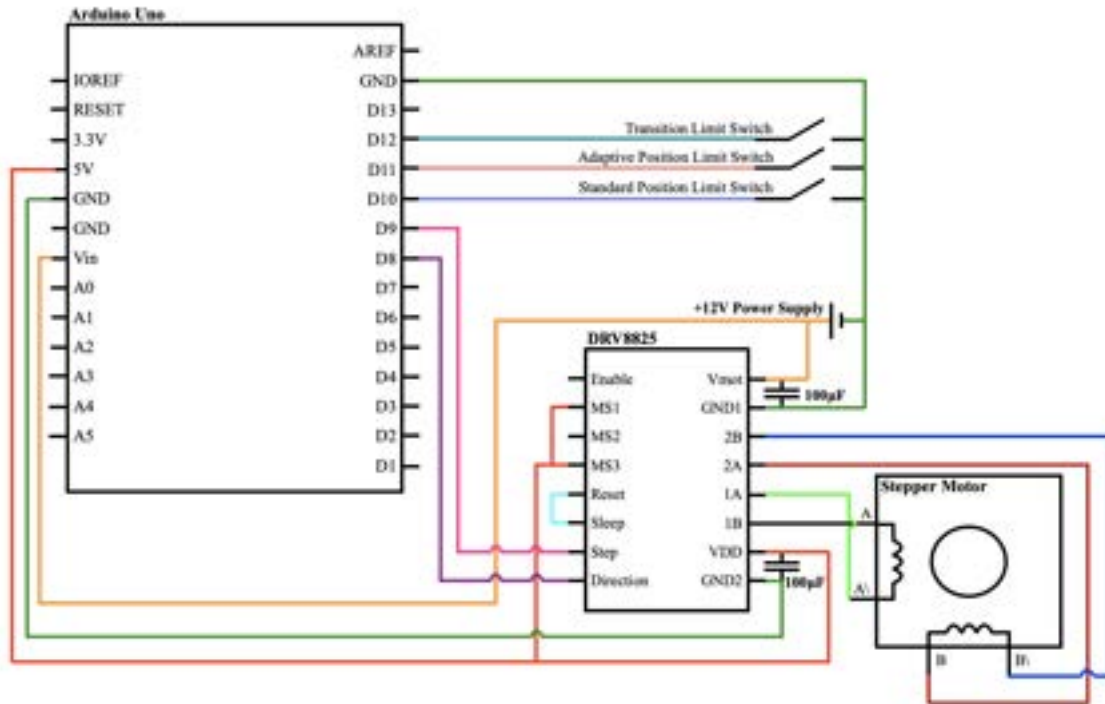 Arduino Uno
AREF
IOREF
GND
RESET
D13
3.3V
D12
Transition Limit Switch
5V
D11
Adaptive Position Limit Switch
GND
D10
Standard Position Limit Switch
GND
D9
Vin
D8
A0
D7
A1
D6
+12V Power Supply
A2
D5
DRV8825
A3
D4
Enable
Vmot
A4
D3
MS1
GND1
100µF
A5
D2
MS2
2B
D1
MS3
2A
Reset
1A
Stepper Motor
Sleep
1B
A
Step
VDD
Direction
GND2
100µF
A\
B
B\